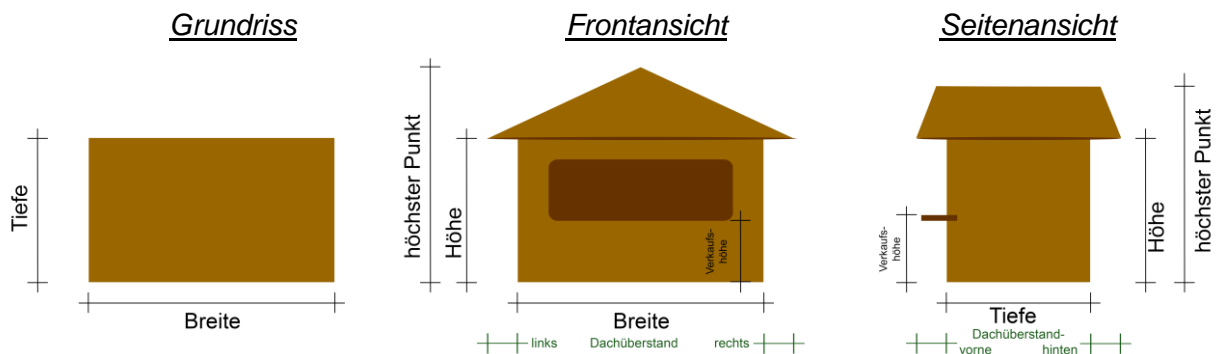 Grundriss
Frontansicht
Seitenansicht
Tiefe
Breite
höchster Punkt
Höhe
Verkaufs-
höhe
Breite
links Dachüberstand rechts
Verkaufs-
höhe
Höhe
höchster Punkt
Tiefe
Dachüberstand-
vorne hinten